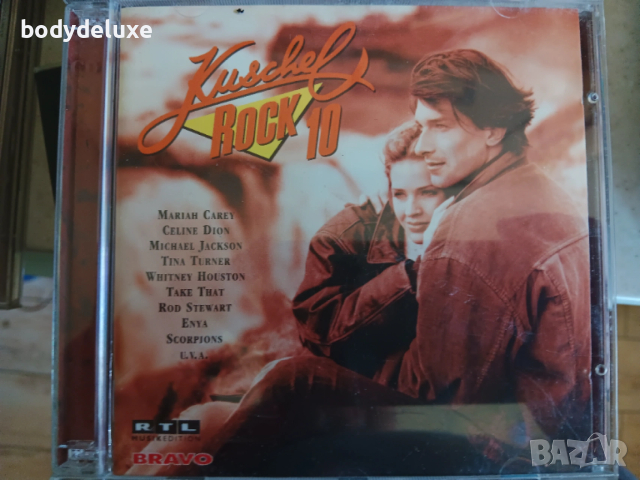 bodydeluxe
Kuschel
ROCK 10
MARIAH CAREY
CELINE DION
MICHAEL JACKSON
TINA TURNER
WHITNEY HOUSTON
TAKE THAT
ROD STEWART
ENYA
SCORPIONS
U.V.A.
RTL
MUSIKEDITION
BRAVO
BAZAR